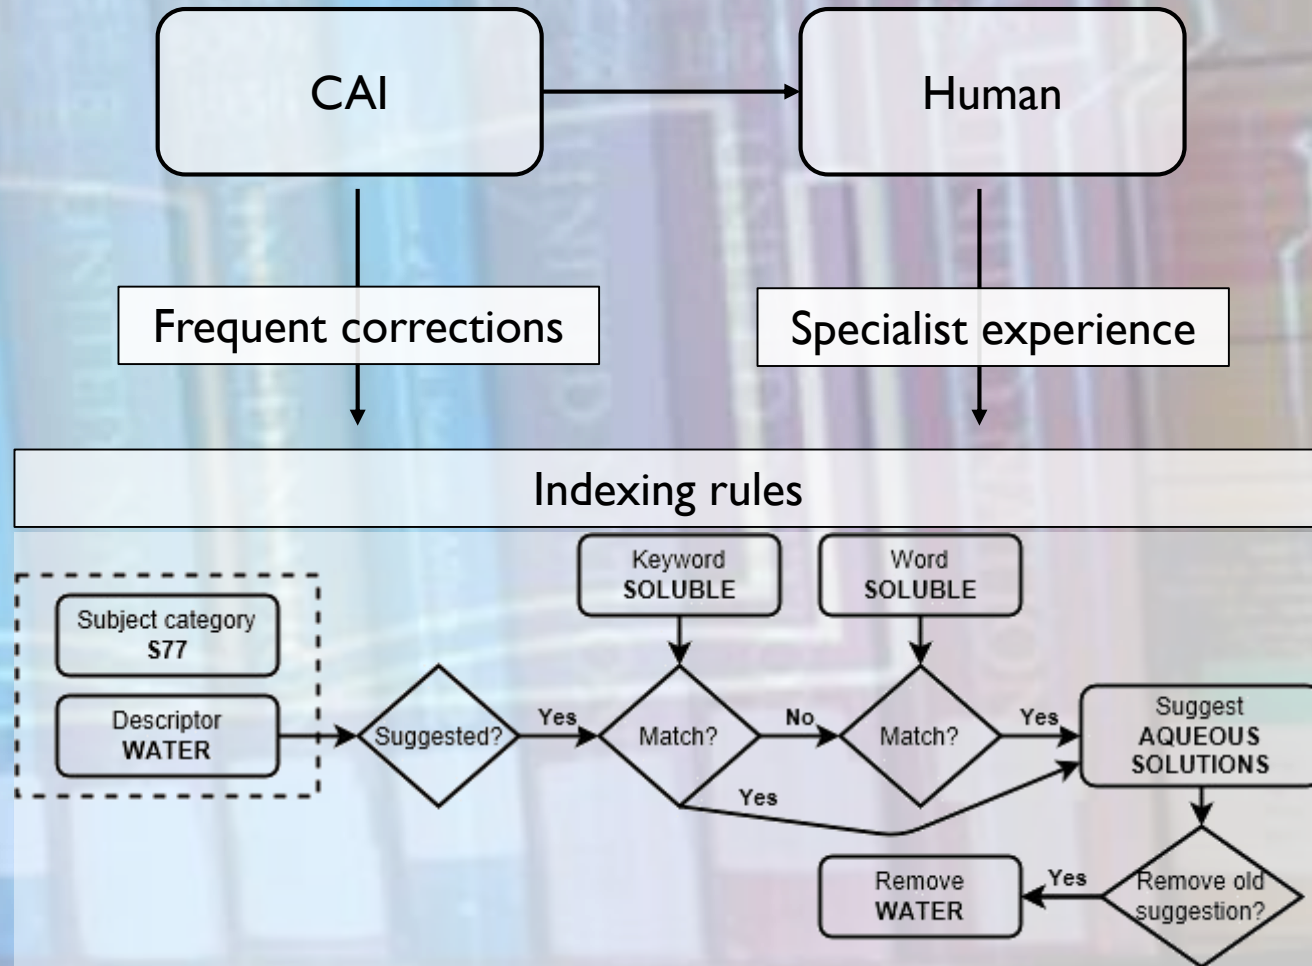 CAI
Human
Frequent corrections
Specialist experience
Indexing rules
Keyword
SOLUBLE
Word
SOLUBLE
Subject category
S77
Descriptor
WATER
Suggested?
Yes
Match?
No
Match?
Yes
Suggest
AQUEOUS
SOLUTIONS
Yes
Remove
WATER
Yes
Remove old
suggestion?